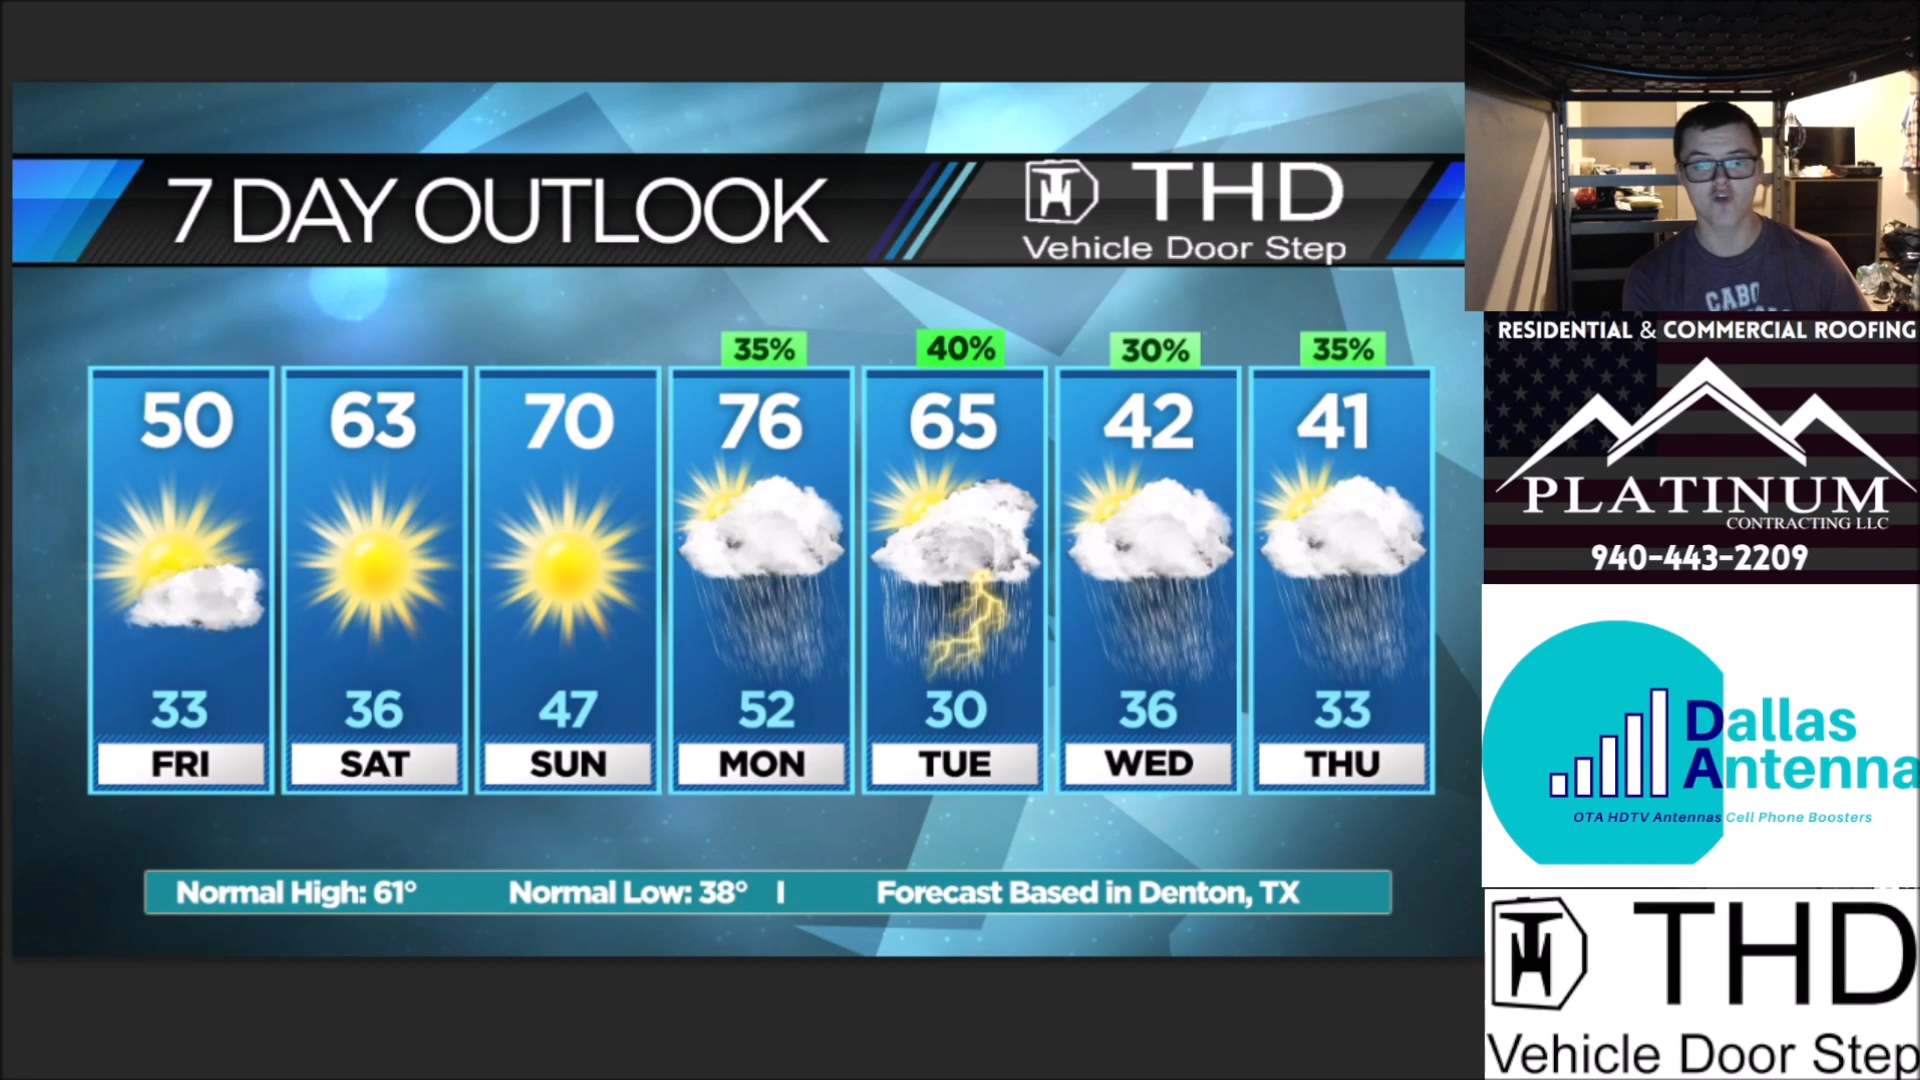 7 DAY OUTLOOK
THD
Vehicle Door Step
35% 40% 30% 35%
50 63 70 76 65 42 41
33 36 47 52 30 36 33
FRI SAT SUN MON TUE WED THU
Normal High: 61° Normal Low: 38° | Forecast Based in Denton, TX
CABO
RESIDENTIAL & COMMERCIAL ROOFING
PLATINUM
CONTRACTING LLC
940-443-2209
Dallas
Antenna
OTA HDTV Antennas Cell Phone Boosters
THD
Vehicle Door Step